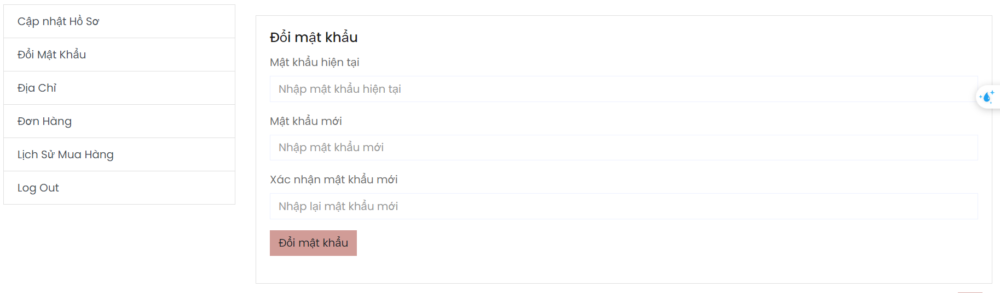 Cập nhật Hồ Sơ
Đổi Mật Khẩu
Địa Chỉ
Đơn Hàng
Lịch Sử Mua Hàng
Log Out
Đổi mật khẩu
Mật khẩu hiện tại
Nhập mật khẩu hiện tại
Mật khẩu mới
Nhập mật khẩu mới
Xác nhận mật khẩu mới
Nhập lại mật khẩu mới
Đổi mật khẩu